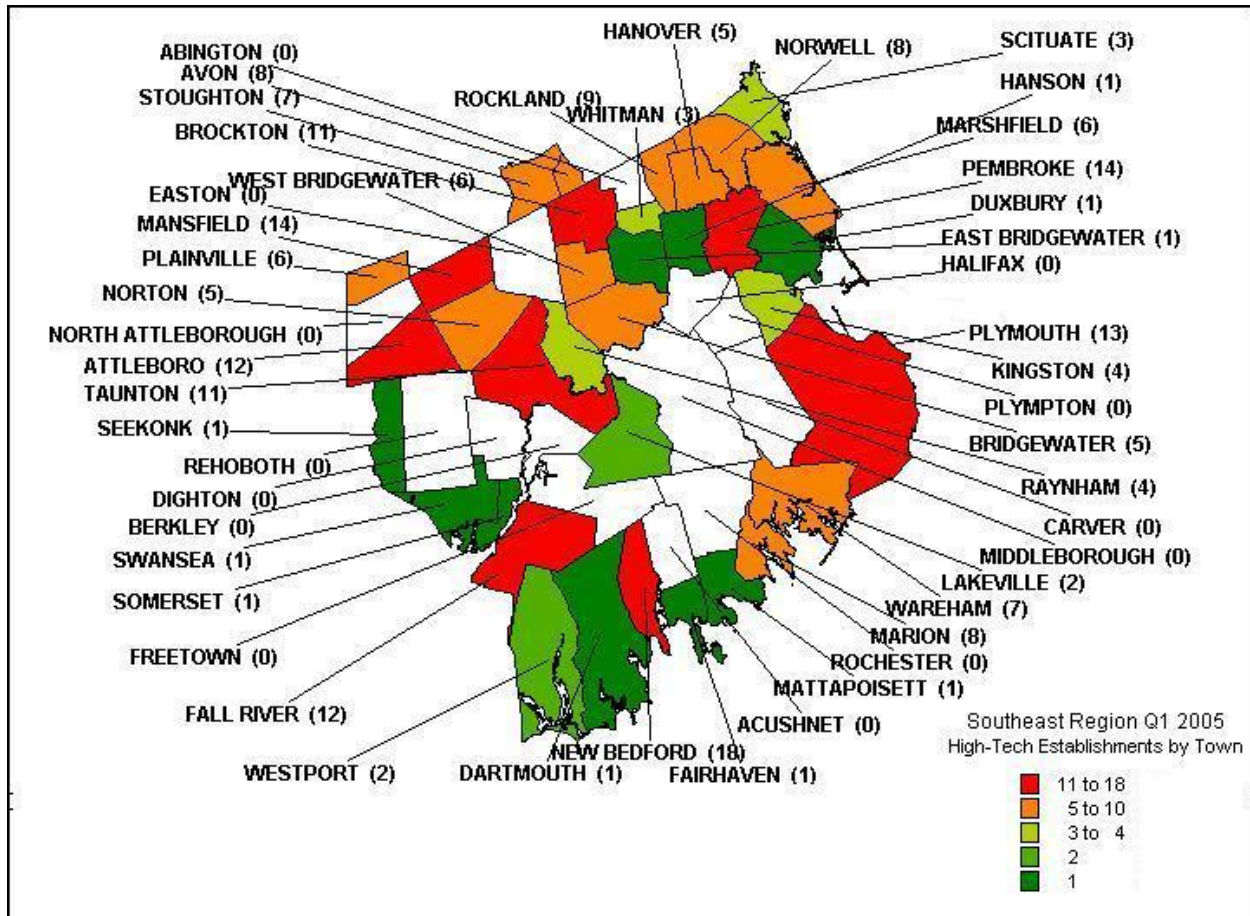 HANOVER (5)
SCITUATE (3)
ABINGTON (0)
NORWELL (8)
AVON (8)
HANSON (1)
STOUGHTON (7)
ROCKLAND (9)
WHITMAN (3)
MARSHFIELD (6)
BROCKTON (11)
PEMBROKE (14)
WEST BRIDGEWATER (6)
EASTON (0)
DUXBURY (1)
MANSFIELD (14)
EAST BRIDGEWATER (1)
PLAINVILLE (6)
HALIFAX (0)
NORTON (5)
NORTH ATTLEBOROUGH (0)
PLYMOUTH (13)
ATTLEBORO (12)
KINGSTON (4)
TAUNTON (11)
PLYMPTON (0)
SEEKONK (1)
BRIDGEWATER (5)
REHOBOTH (0)
RAYNHAM (4)
DIGHTON (0)
CARVER (0)
BERKLEY (0)
MIDDLEBOROUGH (0)
SWANSEA (1)
LAKEVILLE (2)
SOMERSET (1)
WAREHAM (7)
MARION (8)
FREETOWN (0)
ROCHESTER (0)
MATTAPOISETT (1)
FALL RIVER (12)
ACUSHNET (0)
NEW BEDFORD (18)
WESTPORT (2)
DARTMOUTH (1)
FAIRHAVEN (1)
Southeast Region Q1 2005
High-Tech Establishments by Town
11 to 18
5 to 10
3 to 4
2
1